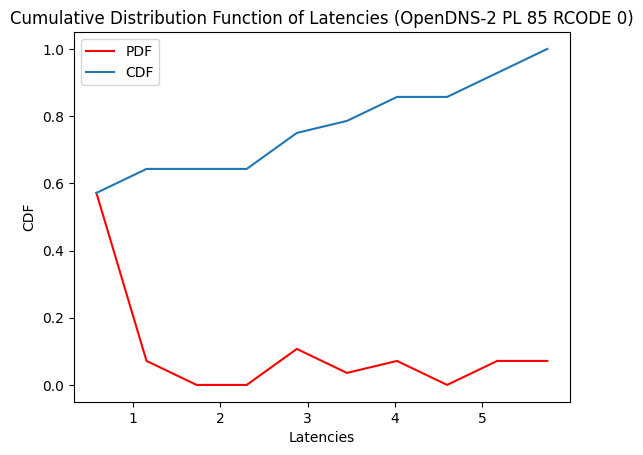 Cumulative Distribution Function of Latencies (OpenDNS-2 PL 85 RCODE 0)
PDF
CDF
1.0
0.8
0.6
0.4
0.2
0.0
CDF
1 2 3 4 5
Latencies